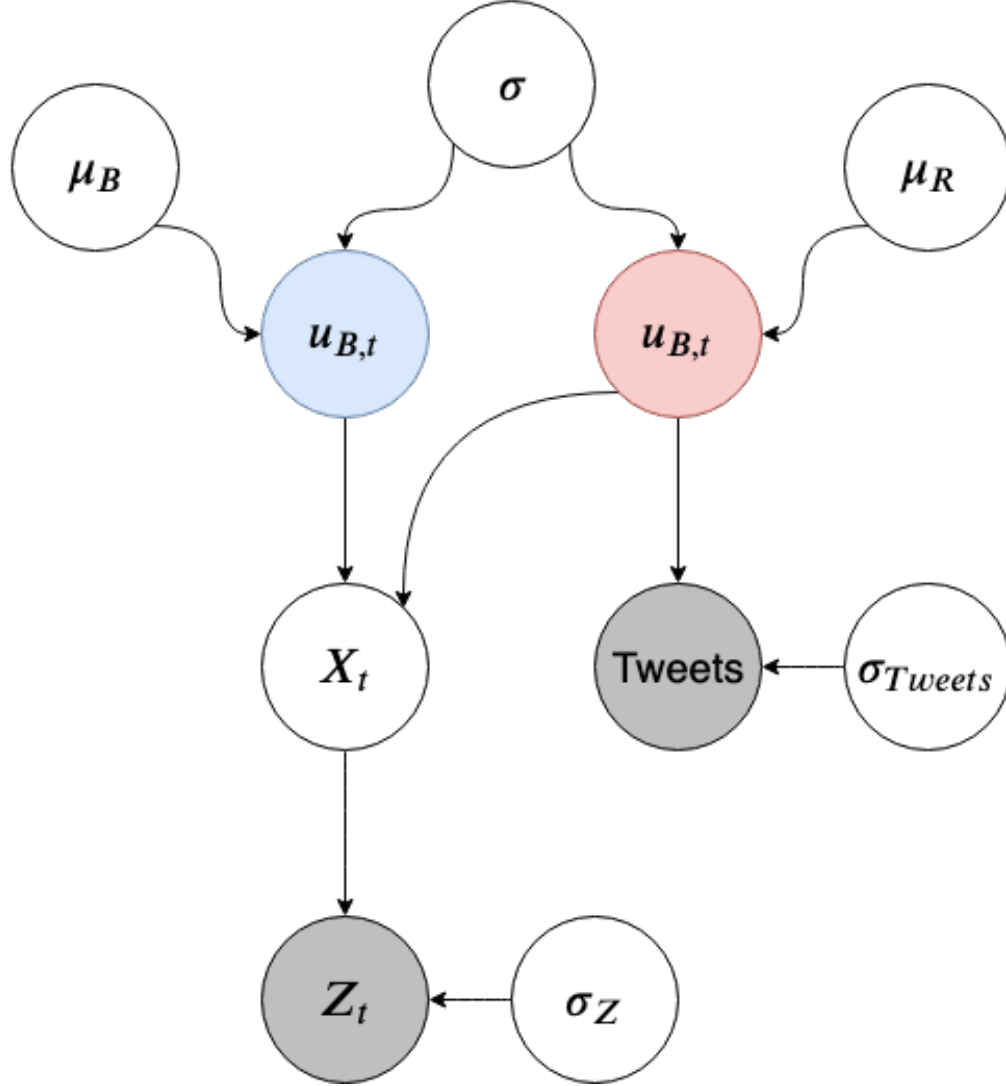 σ
μ_B
μ_R
u_{B,t}
u_{B,t}
X_t
Tweets
σ_{Tweets}
Z_t
σ_Z